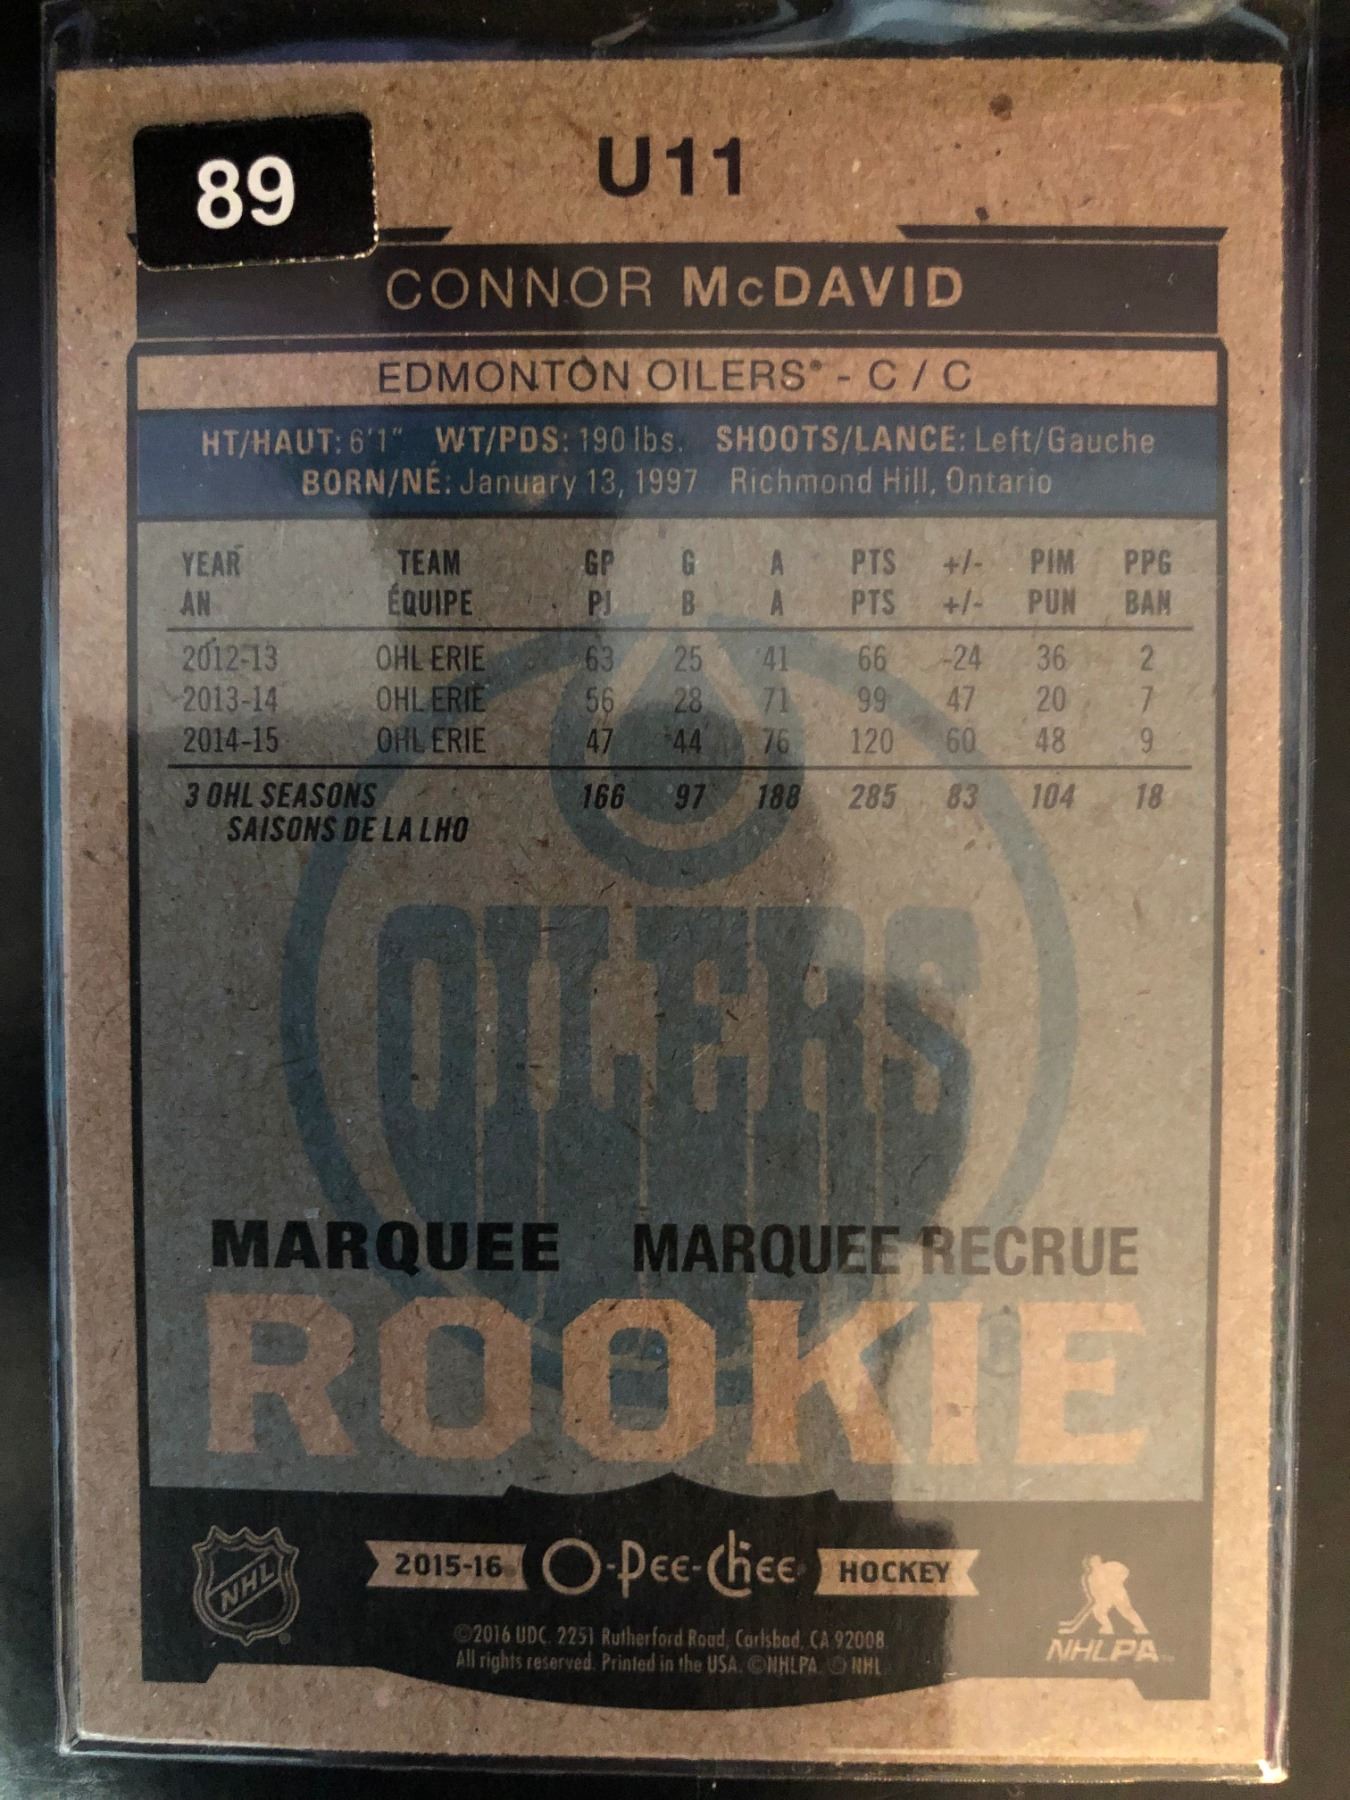 89
U11
CONNOR McDAVID
EDMONTON OILERS® - C / C
HT/HAUT: 6'1" WT/PDS: 190 lbs. SHOOTS/LANCE: Left/Gauche
BORN/NÉ: January 13, 1997 Richmond Hill, Ontario
YEAR TEAM GP G A PTS +/- PIM PPG
AN ÉQUIPE PJ B A PTS +/- PUN BAN
2012-13 OHL ERIE 63 25 41 66 -24 36 2
2013-14 OHL ERIE 56 28 71 99 47 20 7
2014-15 OHL ERIE 47 44 76 120 60 48 9
3 OHL SEASONS 166 97 188 285 83 104 18
SAISONS DE LA LHO
OILERS
MARQUEE MARQUEE RECRUE
ROOKIE
NHL® 2015-16 O-Pee-Chee® HOCKEY NHLPA™
©2016 UDC. 2251 Rutherford Road, Carlsbad, CA 92008.
All rights reserved. Printed in the USA. ©NHLPA. © NHL